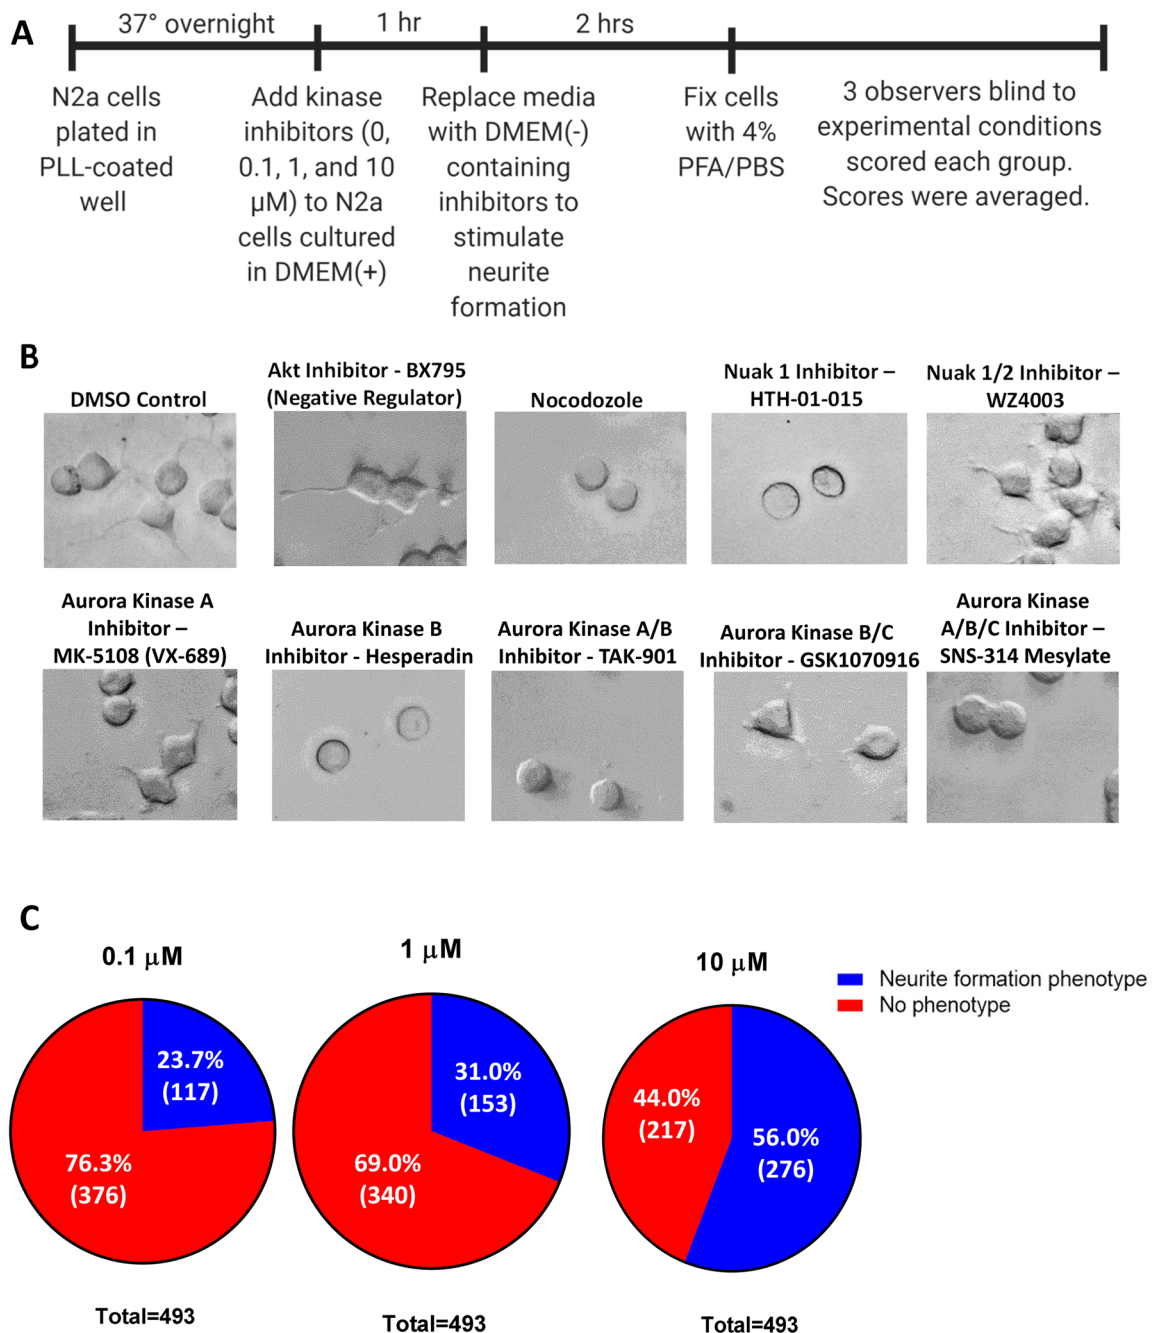 A
37° overnight
1 hr
2 hrs
N2a cells
plated in
PLL-coated
well
Add kinase
inhibitors (0,
0.1, 1, and 10
μM) to N2a
cells cultured
in DMEM(+)
Replace media
with DMEM(-)
containing
inhibitors to
stimulate
neurite
formation
Fix cells
with 4%
PFA/PBS
3 observers blind to
experimental conditions
scored each group.
Scores were averaged.
B
DMSO Control
Akt Inhibitor - BX795
(Negative Regulator)
Nocodozole
Nuak 1 Inhibitor –
HTH-01-015
Nuak 1/2 Inhibitor –
WZ4003
Aurora Kinase A
Inhibitor –
MK-5108 (VX-689)
Aurora Kinase B
Inhibitor - Hesperadin
Aurora Kinase A/B
Inhibitor - TAK-901
Aurora Kinase B/C
Inhibitor - GSK1070916
Aurora Kinase
A/B/C Inhibitor –
SNS-314 Mesylate
C
0.1 μM
23.7%
(117)
76.3%
(376)
Total=493
1 μM
31.0%
(153)
69.0%
(340)
Total=493
10 μM
44.0%
(217)
56.0%
(276)
Total=493
Neurite formation phenotype
No phenotype